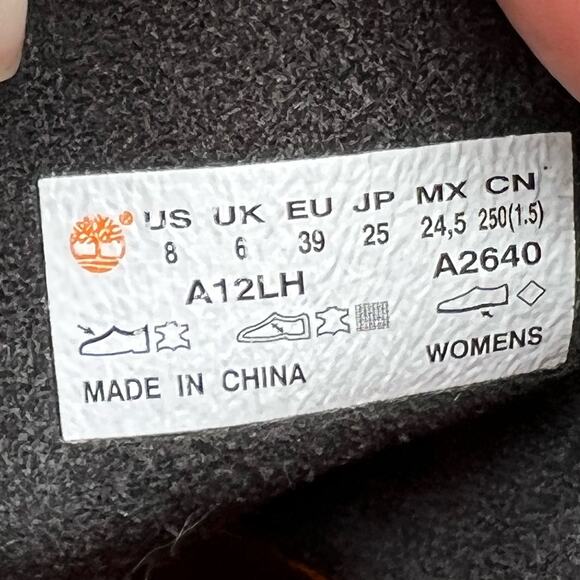 ® US UK EU JP MX CN
8 6 39 25 24,5 250(1.5)
A12LH A2640
MADE IN CHINA WOMENS